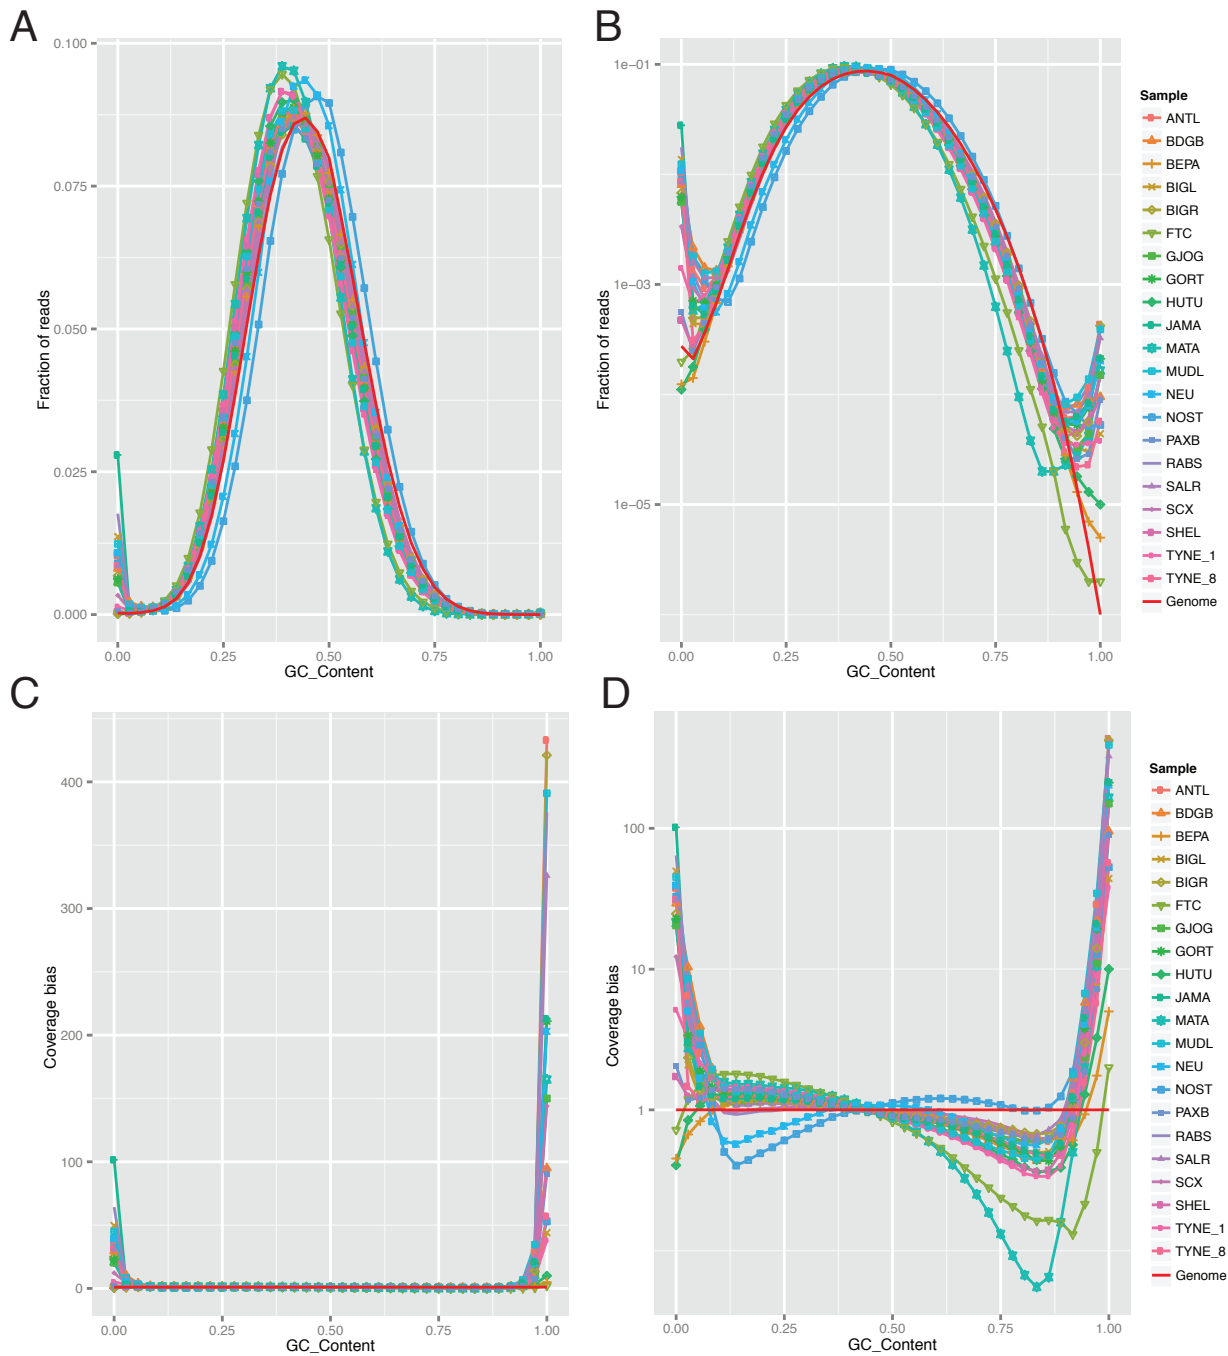 A
0.100
0.075
0.050
0.025
0.000
Fraction of reads
0.00 0.25 0.50 0.75 1.00
GC_Content
B
1e−01
1e−03
1e−05
Fraction of reads
0.00 0.25 0.50 0.75 1.00
GC_Content
Sample
ANTL
BDGB
BEPA
BIGL
BIGR
FTC
GJOG
GORT
HUTU
JAMA
MATA
MUDL
NEU
NOST
PAXB
RABS
SALR
SCX
SHEL
TYNE_1
TYNE_8
Genome
C
400
300
200
100
0
Coverage bias
0.00 0.25 0.50 0.75 1.00
GC_Content
D
100
10
1
Coverage bias
0.00 0.25 0.50 0.75 1.00
GC_Content
Sample
ANTL
BDGB
BEPA
BIGL
BIGR
FTC
GJOG
GORT
HUTU
JAMA
MATA
MUDL
NEU
NOST
PAXB
RABS
SALR
SCX
SHEL
TYNE_1
TYNE_8
Genome